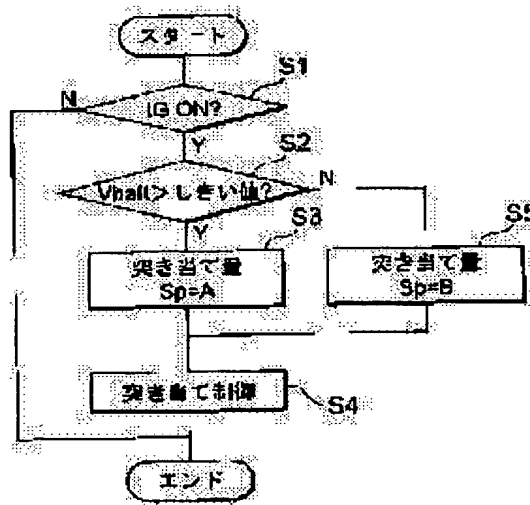 スタート
S1
N
IG ON?
Y
S2
Vhall>しきい値?
N
Y
S3
S5
突き当て量
Sp=A
突き当て量
Sp=B
突き当て制御
S4
エンド